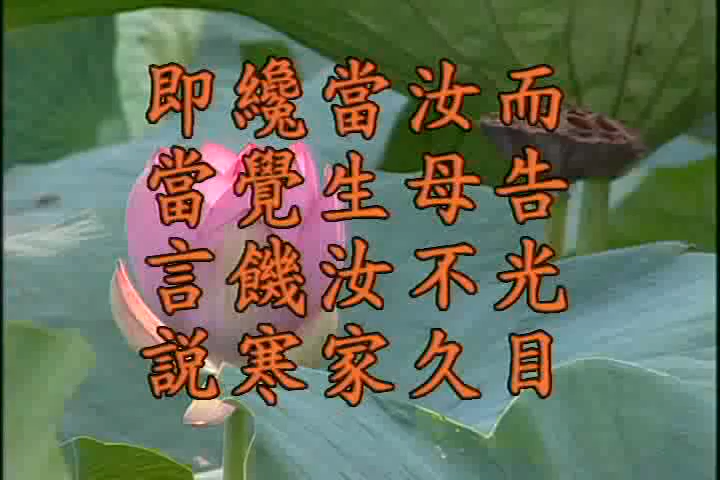 而告光目
汝母不久
當生汝家
纔覺饑寒
即當言說